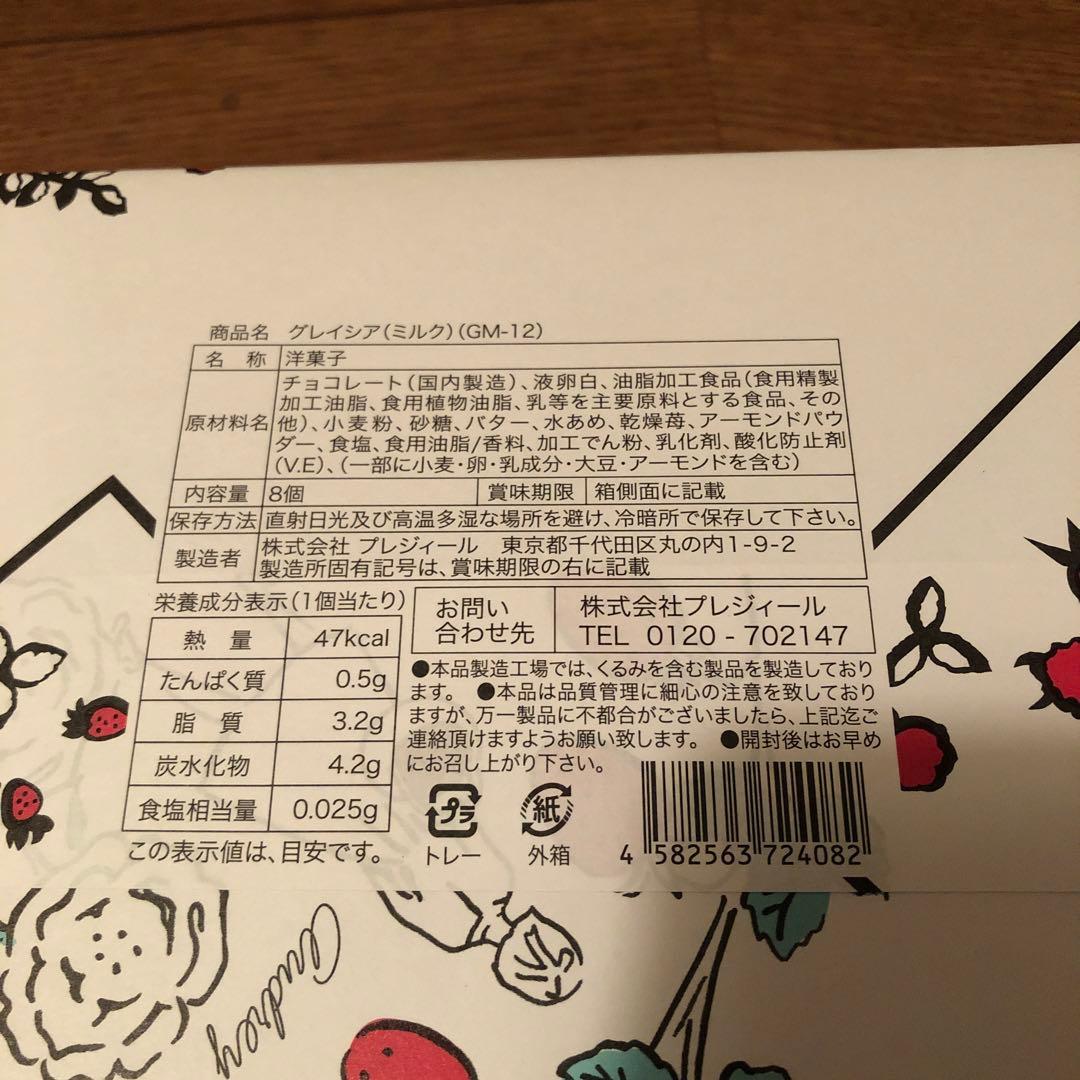 商品名 グレイシア(ミルク)(GM-12)
名 称 洋菓子
原材料名 チョコレート(国内製造)、液卵白、油脂加工食品(食用精製
加工油脂、食用植物油脂、乳等を主要原料とする食品、その
他)、小麦粉、砂糖、バター、水あめ、乾燥苺、アーモンドパウ
ダー、食塩、食用油脂/香料、加工でん粉、乳化剤、酸化防止剤
(V.E)、(一部に小麦・卵・乳成分・大豆・アーモンドを含む)
内容量 8個 賞味期限 箱側面に記載
保存方法 直射日光及び高温多湿な場所を避け、冷暗所で保存して下さい。
製造者 株式会社 プレジィール 東京都千代田区丸の内1-9-2
製造所固有記号は、賞味期限の右に記載
栄養成分表示(1個当たり)
熱 量 47kcal
たんぱく質 0.5g
脂 質 3.2g
炭水化物 4.2g
食塩相当量 0.025g
この表示値は、目安です。
お問い
合わせ先
株式会社プレジィール
TEL 0120-702147
●本品製造工場では、くるみを含む製品を製造しており
ます。 ●本品は品質管理に細心の注意を致しており
ますが、万一製品に不都合がございましたら、上記迄ご
連絡頂けますようお願い致します。 ●開封後はお早め
にお召し上がり下さい。
プラ
トレー
紙
外箱
4 582563 724082
Audrey